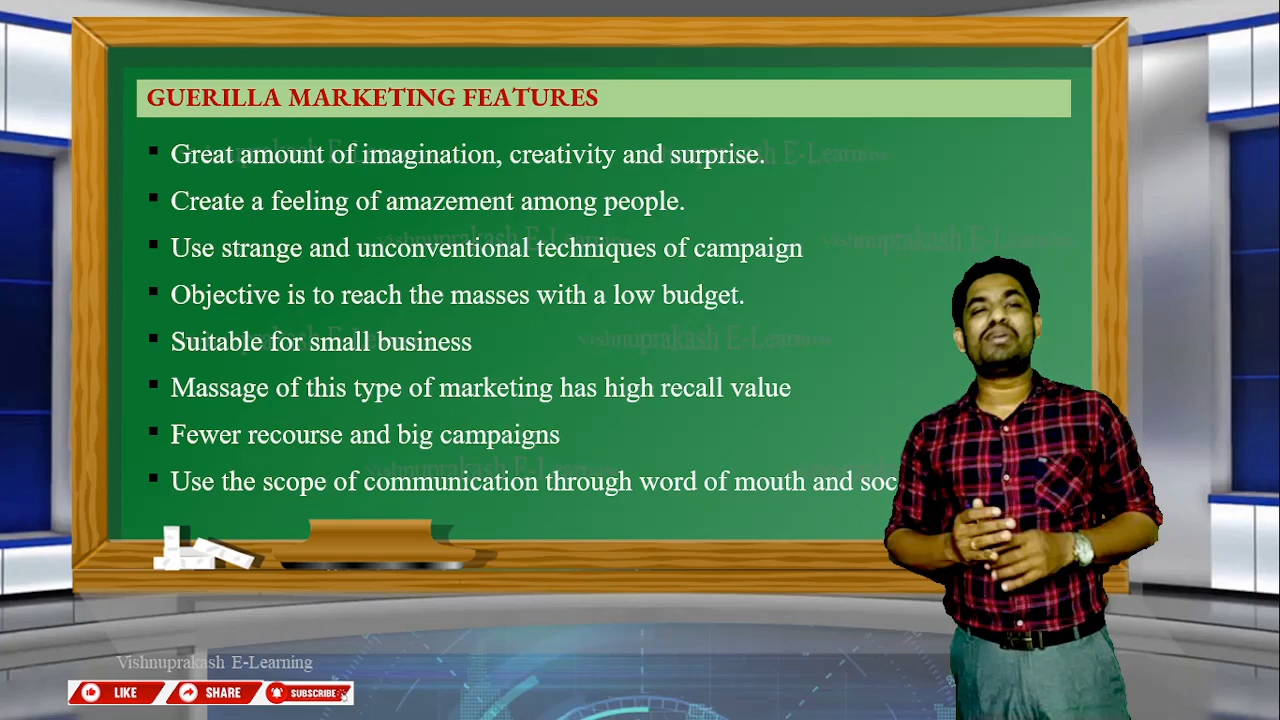 GUERILLA MARKETING FEATURES
Great amount of imagination, creativity and surprise.
Create a feeling of amazement among people.
Use strange and unconventional techniques of campaign
Objective is to reach the masses with a low budget.
Suitable for small business
Massage of this type of marketing has high recall value
Fewer recourse and big campaigns
Use the scope of communication through word of mouth and soc
Vishnuprakash E-Learning
LIKE SHARE SUBSCRIBE